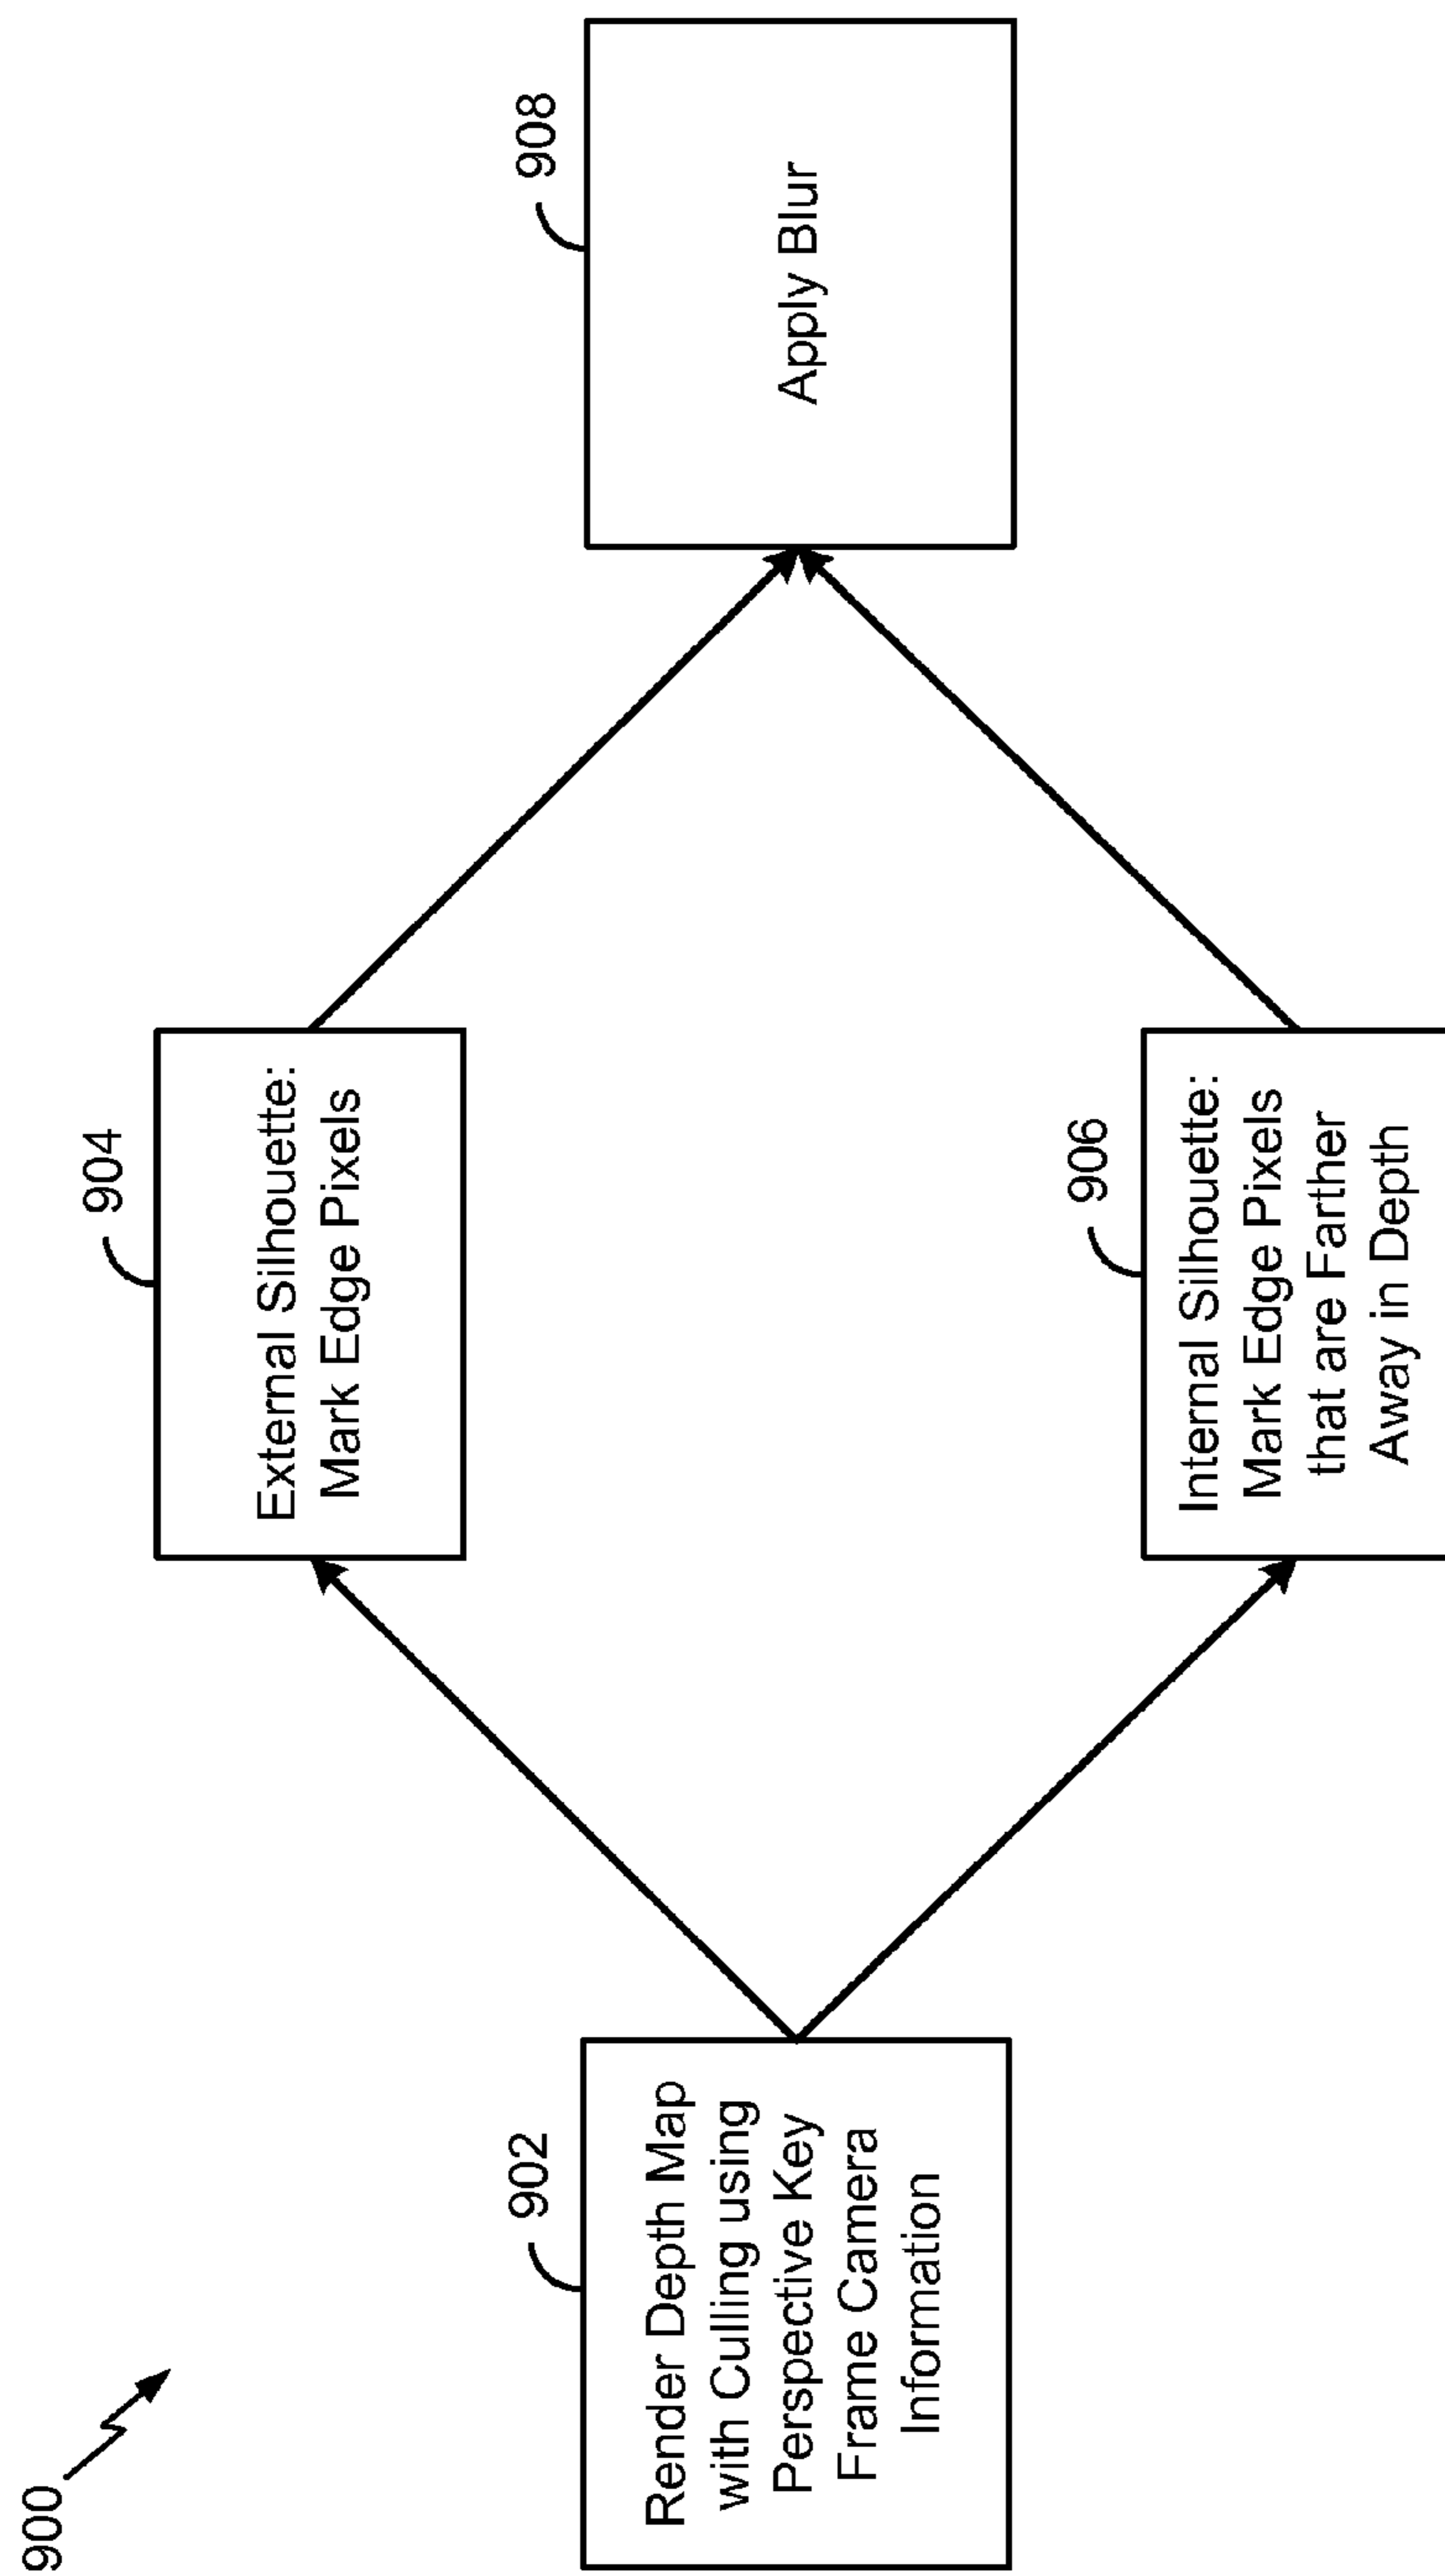 900
902
Render Depth Map
with Culling using
Perspective Key
Frame Camera
Information
904
External Silhouette:
Mark Edge Pixels
906
Internal Silhouette:
Mark Edge Pixels
that are Farther
Away in Depth
908
Apply Blur